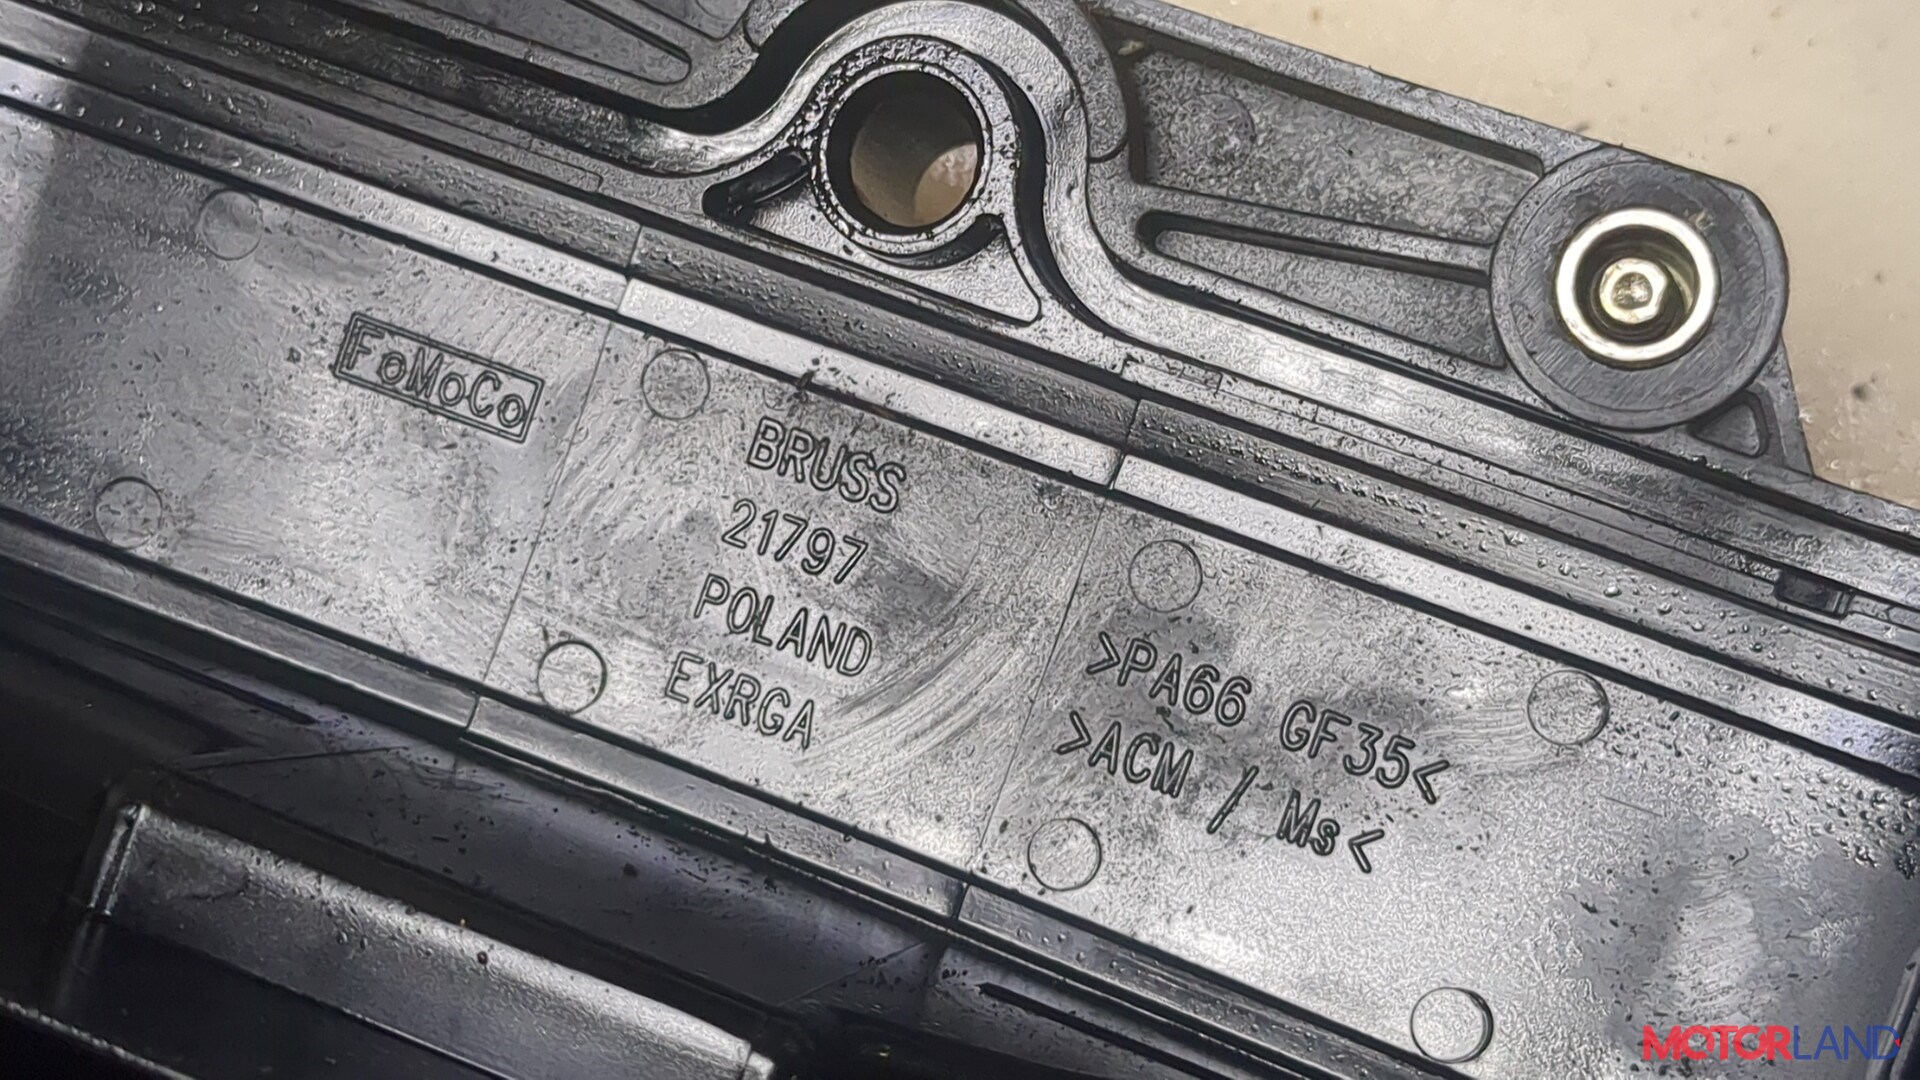 FoMoCo
BRUSS
21797
POLAND
EXRGA
>PA66 GF35<
>ACM / Ms<
MOTORLAND